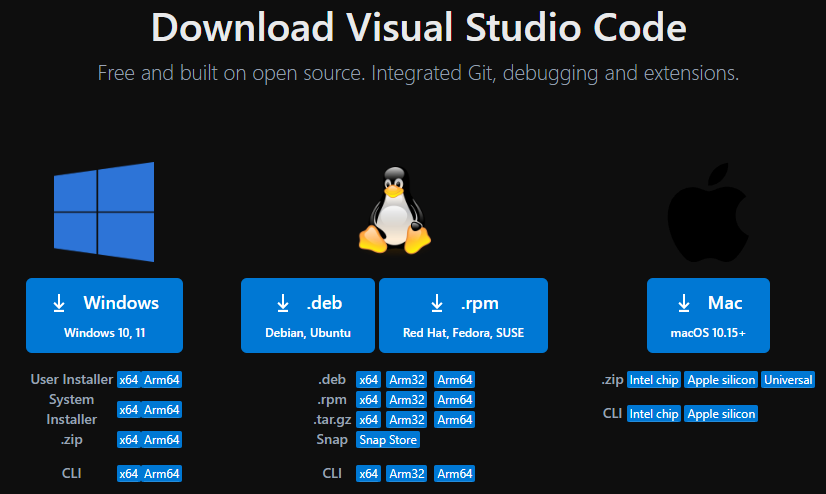 Download Visual Studio Code
Free and built on open source. Integrated Git, debugging and extensions.
Windows
Windows 10, 11
User Installer x64 Arm64
System
Installer x64 Arm64
.zip x64 Arm64
CLI x64 Arm64
.deb
Debian, Ubuntu
.rpm
Red Hat, Fedora, SUSE
.deb x64 Arm32 Arm64
.rpm x64 Arm32 Arm64
.tar.gz x64 Arm32 Arm64
Snap Snap Store
CLI x64 Arm32 Arm64
Mac
macOS 10.15+
.zip Intel chip Apple silicon Universal
CLI Intel chip Apple silicon